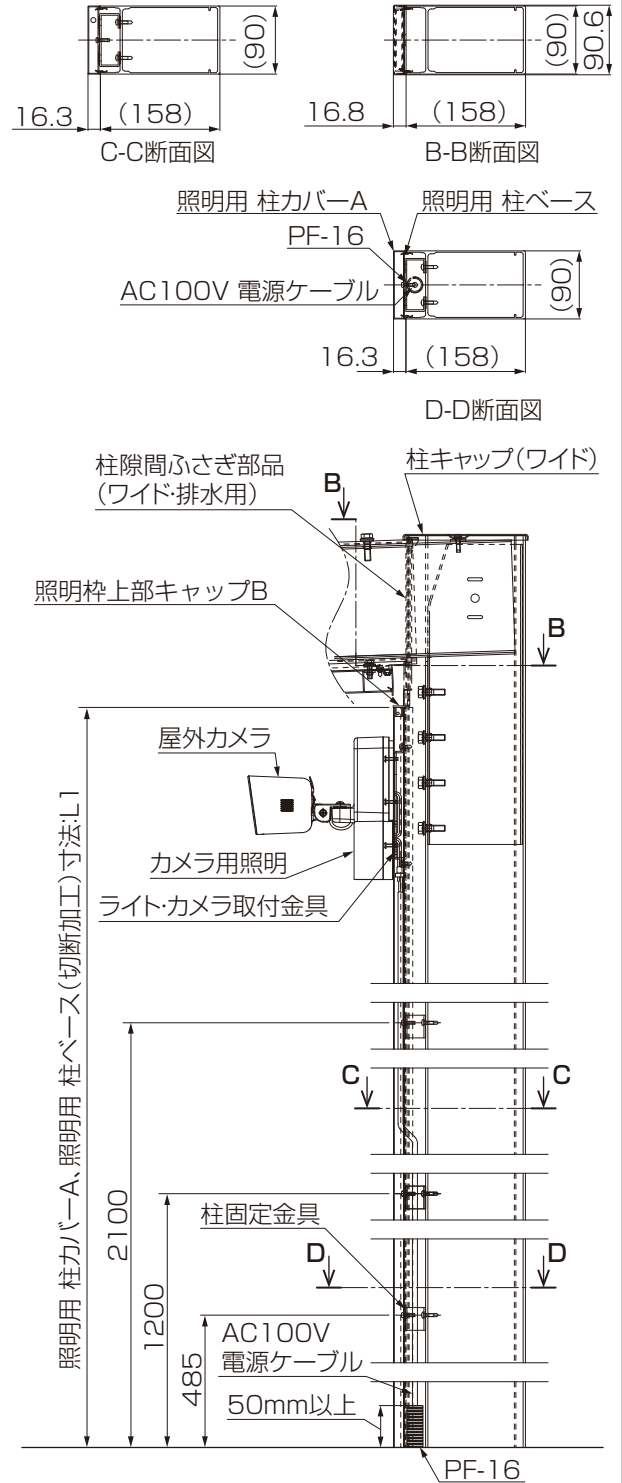 (90)
16.3
(158)
C-C断面図
(90)
90.6
16.8
(158)
B-B断面図
照明用 柱カバーA
照明用 柱ベース
PF-16
AC100V 電源ケーブル
(90)
16.3
(158)
D-D断面図
柱隙間ふさぎ部品
(ワイド・排水用)
B
柱キャップ(ワイド)
照明枠上部キャップB
B
屋外カメラ
カメラ用照明
ライト・カメラ取付金具
照明用 柱カバーA、照明用 柱ベース(切断加工)寸法:L1
C
C
2100
柱固定金具
1200
D
D
485
AC100V
電源ケーブル
50mm以上
PF-16